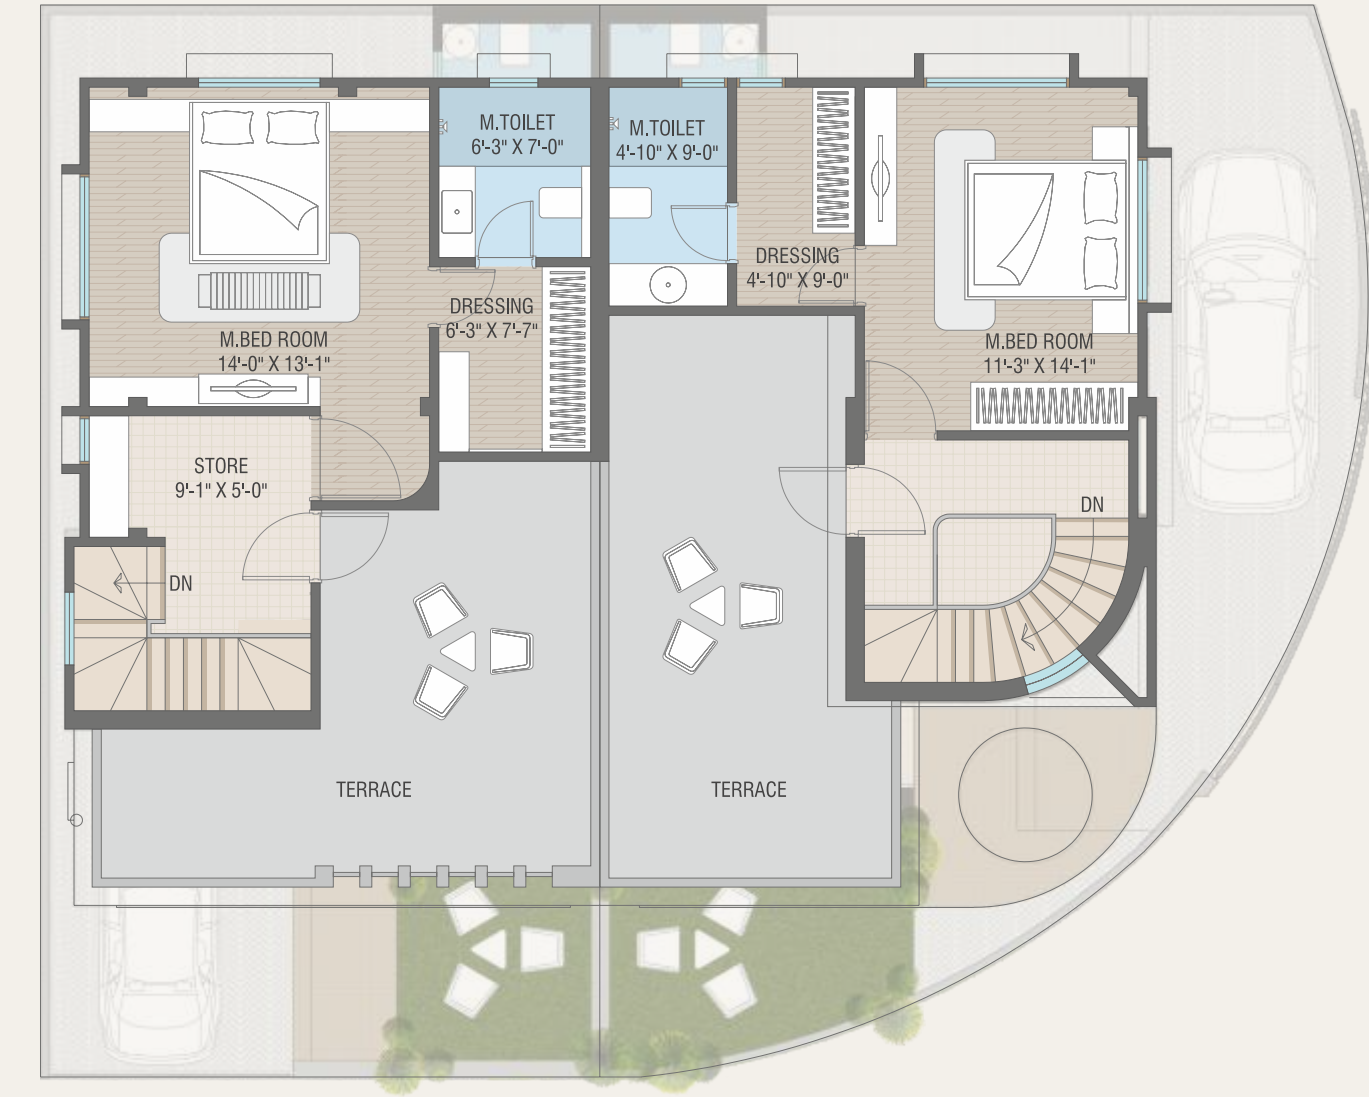 M.TOILET
6'-3" X 7'-0"
M.TOILET
4'-10" X 9'-0"
DRESSING
4'-10" X 9'-0"
DRESSING
6'-3" X 7'-7"
M.BED ROOM
14'-0" X 13'-1"
M.BED ROOM
11'-3" X 14'-1"
STORE
9'-1" X 5'-0"
DN
DN
TERRACE
TERRACE